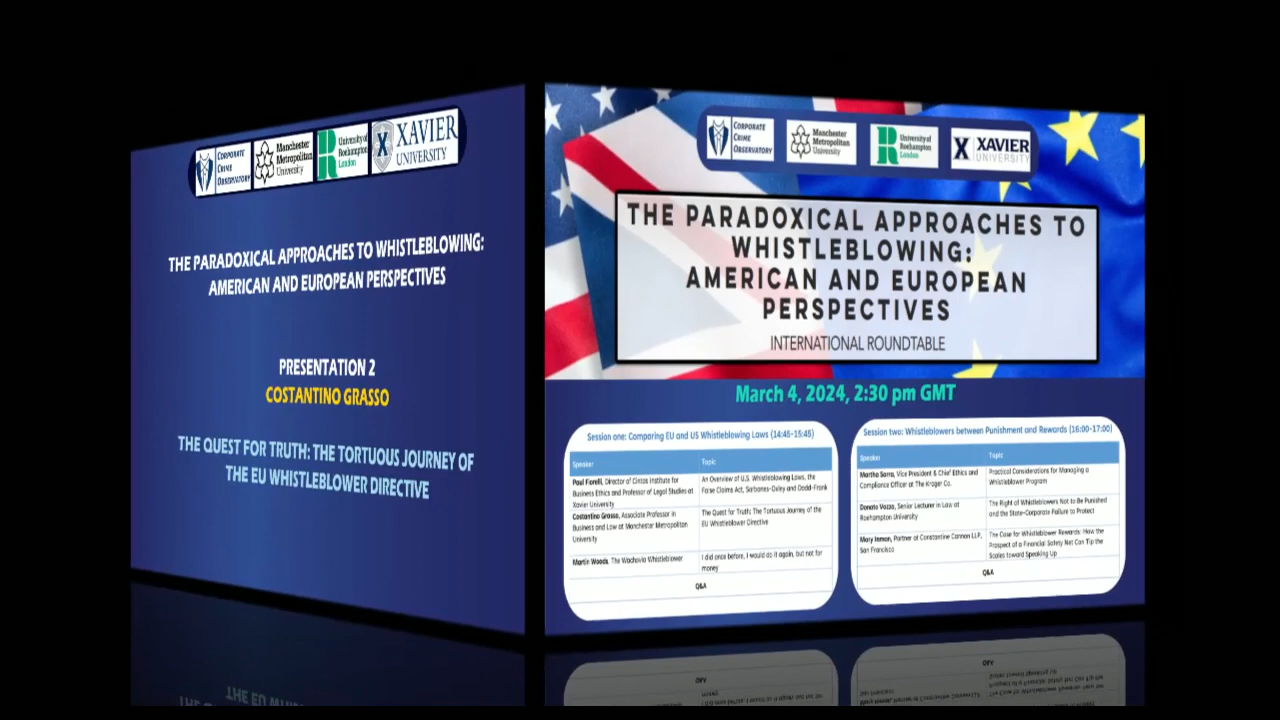 CORPORATE
CRIME
OBSERVATORY
Manchester
Metropolitan
University
University of
Roehampton
London
XAVIER
UNIVERSITY
THE PARADOXICAL APPROACHES TO WHISTLEBLOWING:
AMERICAN AND EUROPEAN PERSPECTIVES
PRESENTATION 2
COSTANTINO GRASSO
THE QUEST FOR TRUTH: THE TORTUOUS JOURNEY OF
THE EU WHISTLEBLOWER DIRECTIVE
CORPORATE
CRIME
OBSERVATORY
Manchester
Metropolitan
University
University of
Roehampton
London
XAVIER
UNIVERSITY
THE PARADOXICAL APPROACHES TO
WHISTLEBLOWING:
AMERICAN AND EUROPEAN
PERSPECTIVES
INTERNATIONAL ROUNDTABLE
March 4, 2024, 2:30 pm GMT
Session one: Comparing EU and US Whistleblowing Laws (14:45-15:45)
Speaker
Topic
Paul Fiorelli, Director of Cintas Institute for
Business Ethics and Professor of Legal Studies at
Xavier University
An Overview of U.S. Whistleblowing Laws, the
False Claims Act, Sarbanes-Oxley and Dodd-Frank
Costantino Grasso, Associate Professor in
Business and Law at Manchester Metropolitan
University
The Quest for Truth: The Tortuous Journey of the
EU Whistleblower Directive
Martin Woods, The Wachovia Whistleblower
I did once before, I would do it again, but not for
money
Q&A
Session two: Whistleblowers between Punishment and Rewards (16:00-17:00)
Speaker
Topic
Martha Sarra, Vice President & Chief Ethics and
Compliance Officer at The Kroger Co.
Practical Considerations for Managing a
Whistleblower Program
Donato Vozza, Senior Lecturer in Law at
Roehampton University
The Right of Whistleblowers Not to Be Punished
and the State-Corporate Failure to Protect
Mary Inman, Partner at Constantine Cannon LLP,
San Francisco
The Case for Whistleblower Rewards: How the
Prospect of a Financial Safety Net Can Tip the
Scales toward Speaking Up
Q&A